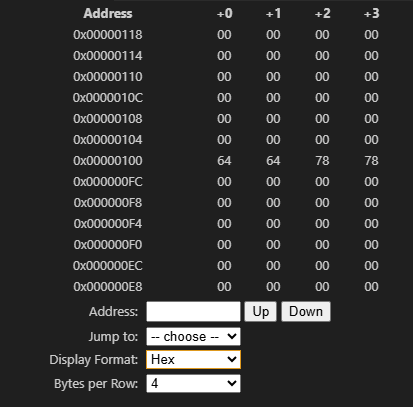 Address +0 +1 +2 +3
0x00000118 00 00 00 00
0x00000114 00 00 00 00
0x00000110 00 00 00 00
0x0000010C 00 00 00 00
0x00000108 00 00 00 00
0x00000104 00 00 00 00
0x00000100 64 64 78 78
0x000000FC 00 00 00 00
0x000000F8 00 00 00 00
0x000000F4 00 00 00 00
0x000000F0 00 00 00 00
0x000000EC 00 00 00 00
0x000000E8 00 00 00 00
Address: Up Down
Jump to: -- choose --
Display Format: Hex
Bytes per Row: 4